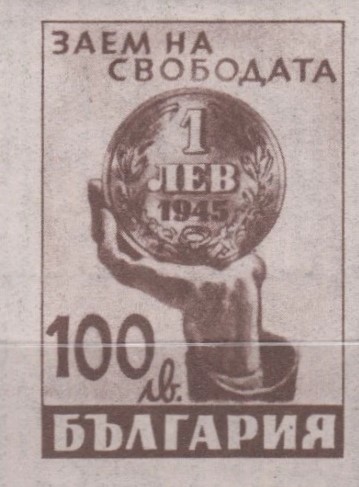 ЗАЕМ НА
СВОБОДАТА
1
ЛЕВ
1945
100
лв.
БЪЛГАРИЯ